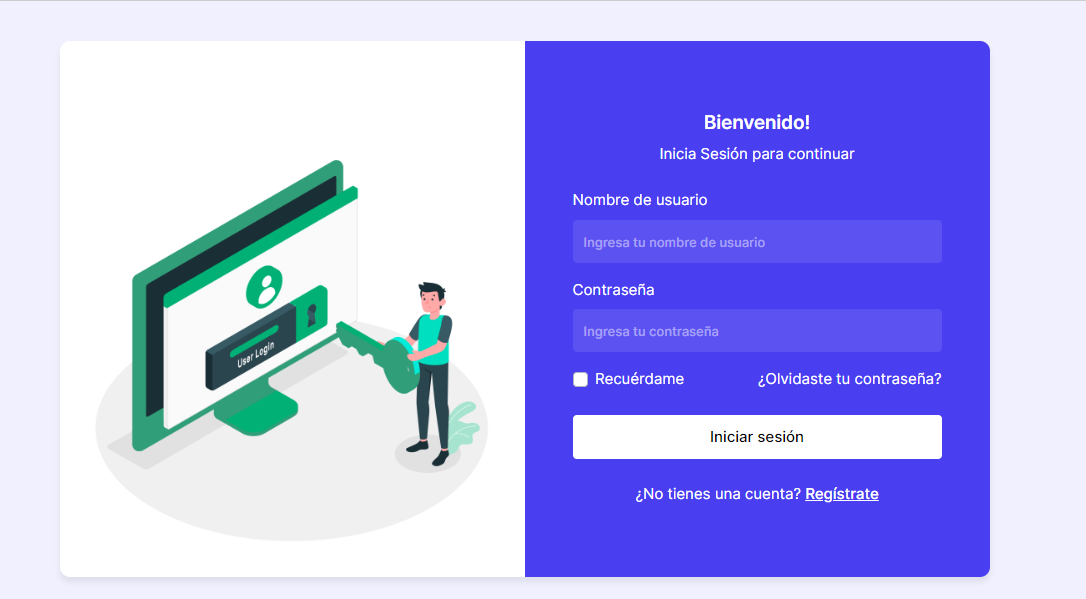 User Login
Bienvenido!
Inicia Sesión para continuar
Nombre de usuario
Ingresa tu nombre de usuario
Contraseña
Ingresa tu contraseña
Recuérdame ¿Olvidaste tu contraseña?
Iniciar sesión
¿No tienes una cuenta? Regístrate